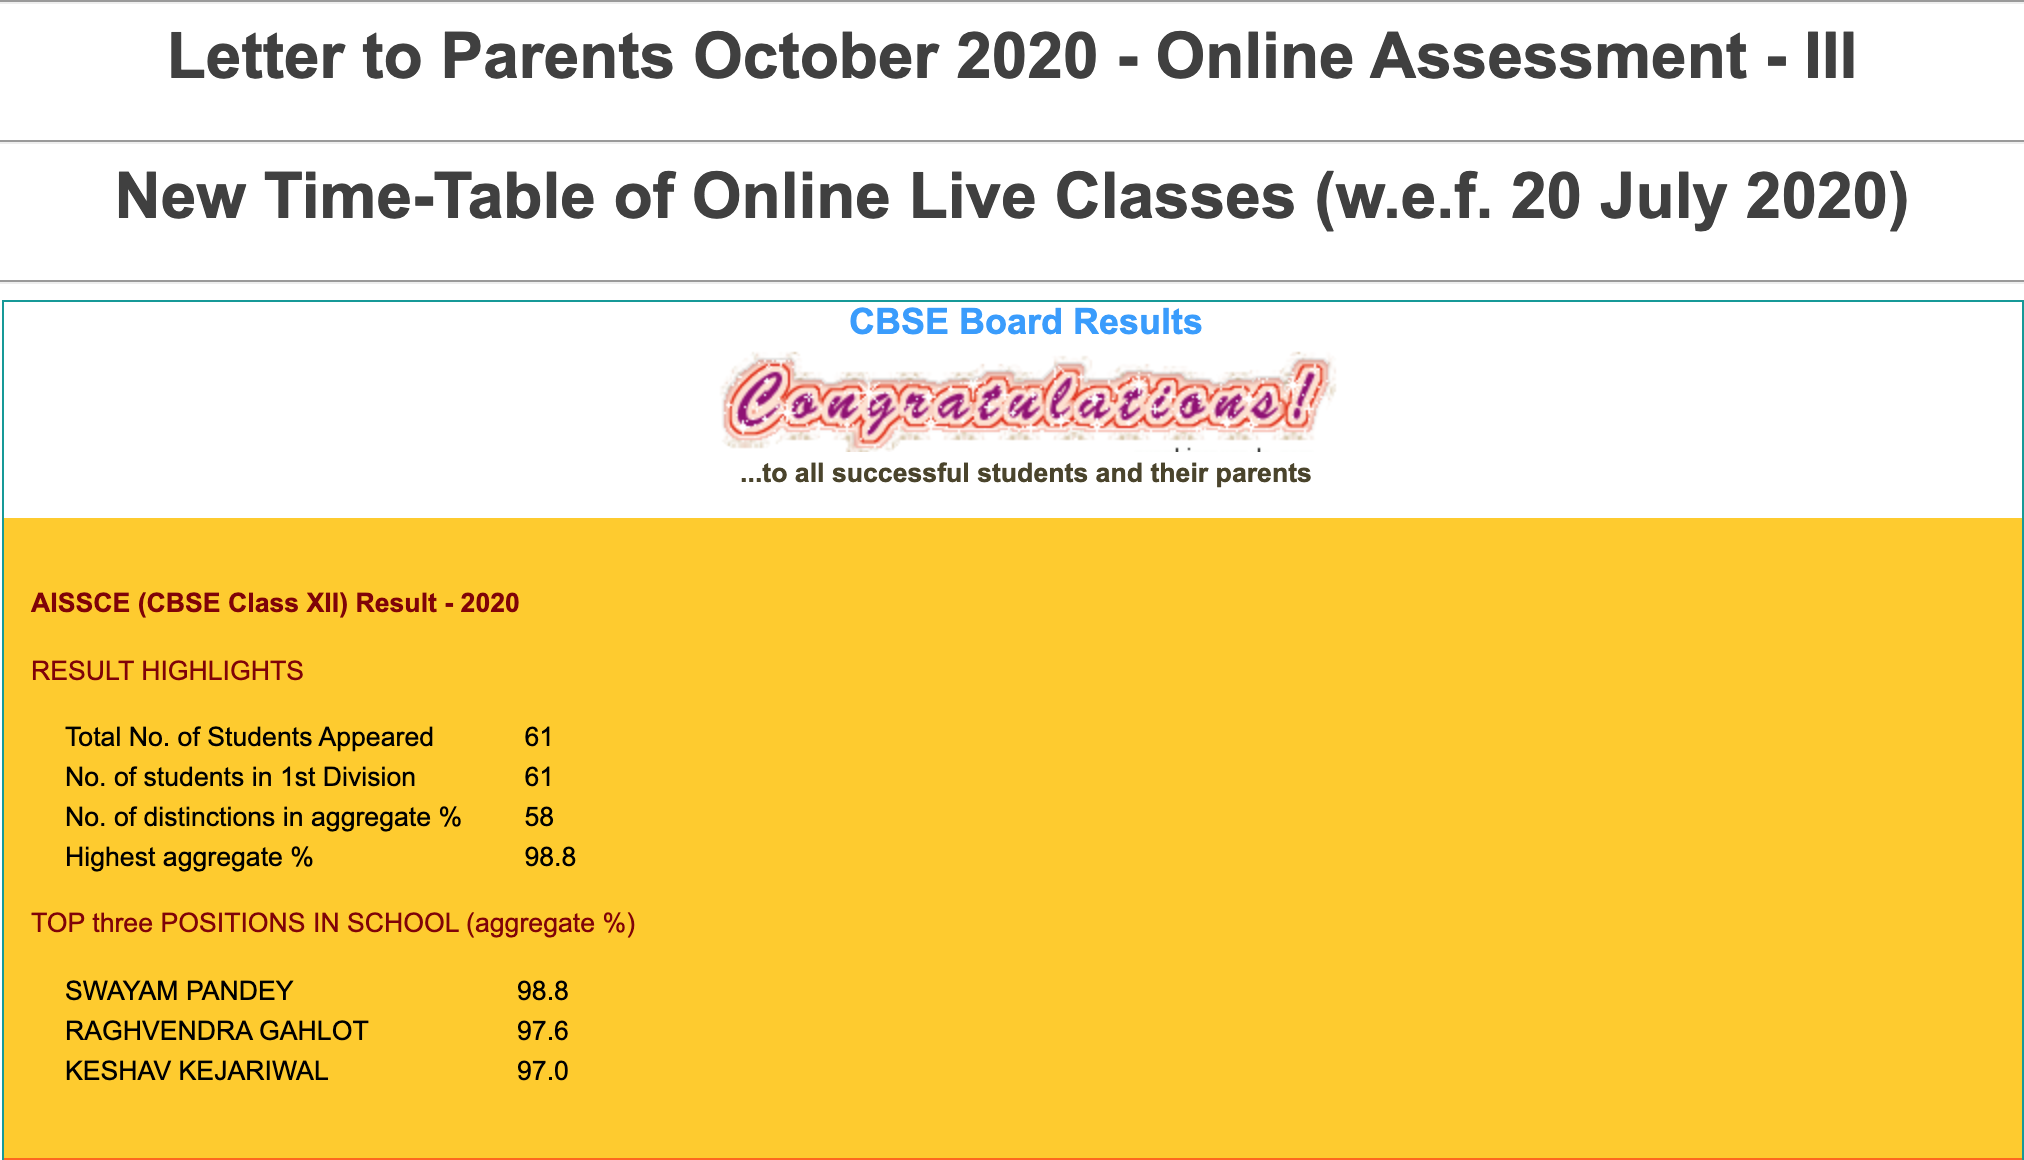 Letter to Parents October 2020 - Online Assessment - III
New Time-Table of Online Live Classes (w.e.f. 20 July 2020)
CBSE Board Results
Congratulations!
...to all successful students and their parents
AISSCE (CBSE Class XII) Result - 2020
RESULT HIGHLIGHTS
Total No. of Students Appeared 61
No. of students in 1st Division 61
No. of distinctions in aggregate % 58
Highest aggregate % 98.8
TOP three POSITIONS IN SCHOOL (aggregate %)
SWAYAM PANDEY 98.8
RAGHVENDRA GAHLOT 97.6
KESHAV KEJARIWAL 97.0